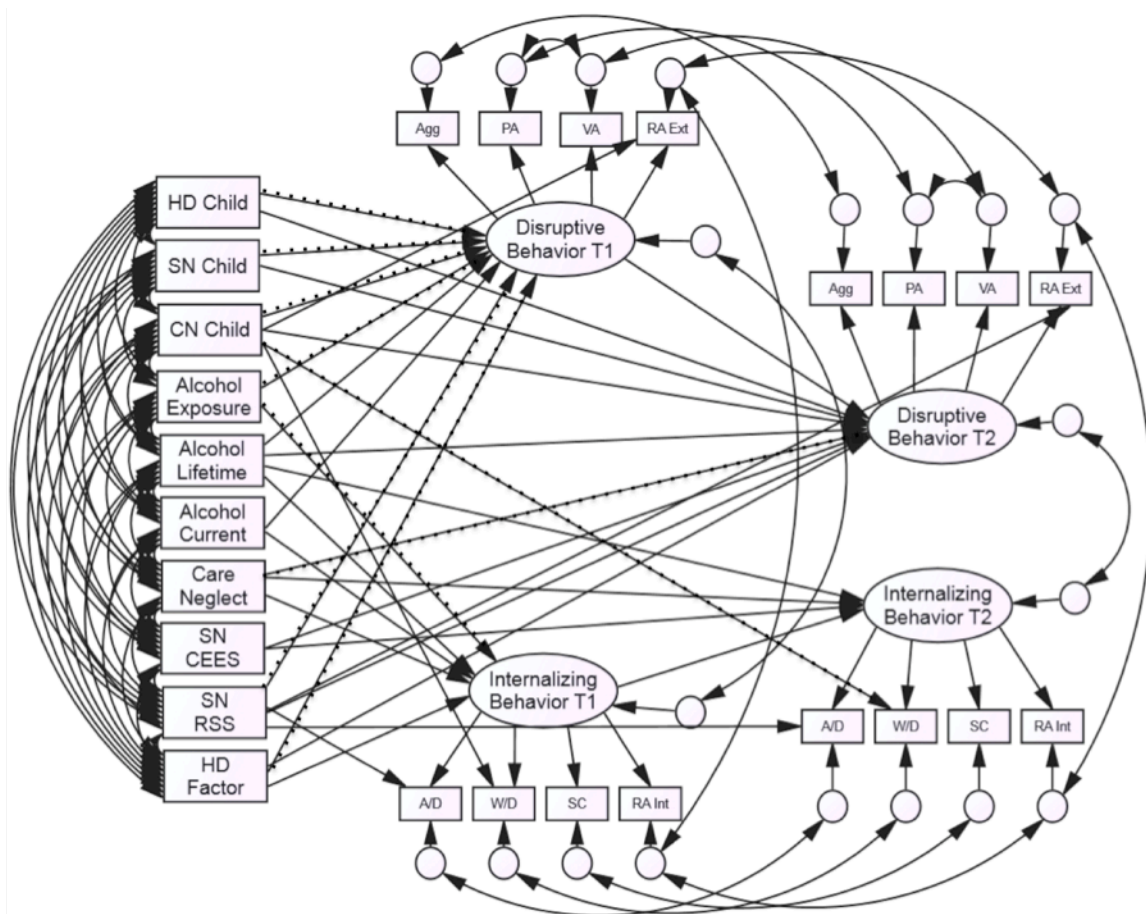 Agg
PA
VA
RA Ext
HD Child
SN Child
CN Child
Alcohol
Exposure
Alcohol
Lifetime
Alcohol
Current
Care
Neglect
SN
CEES
SN
RSS
HD
Factor
Disruptive
Behavior T1
Agg
PA
VA
RA Ext
Disruptive
Behavior T2
Internalizing
Behavior T2
Internalizing
Behavior T1
A/D
W/D
SC
RA Int
A/D
W/D
SC
RA Int